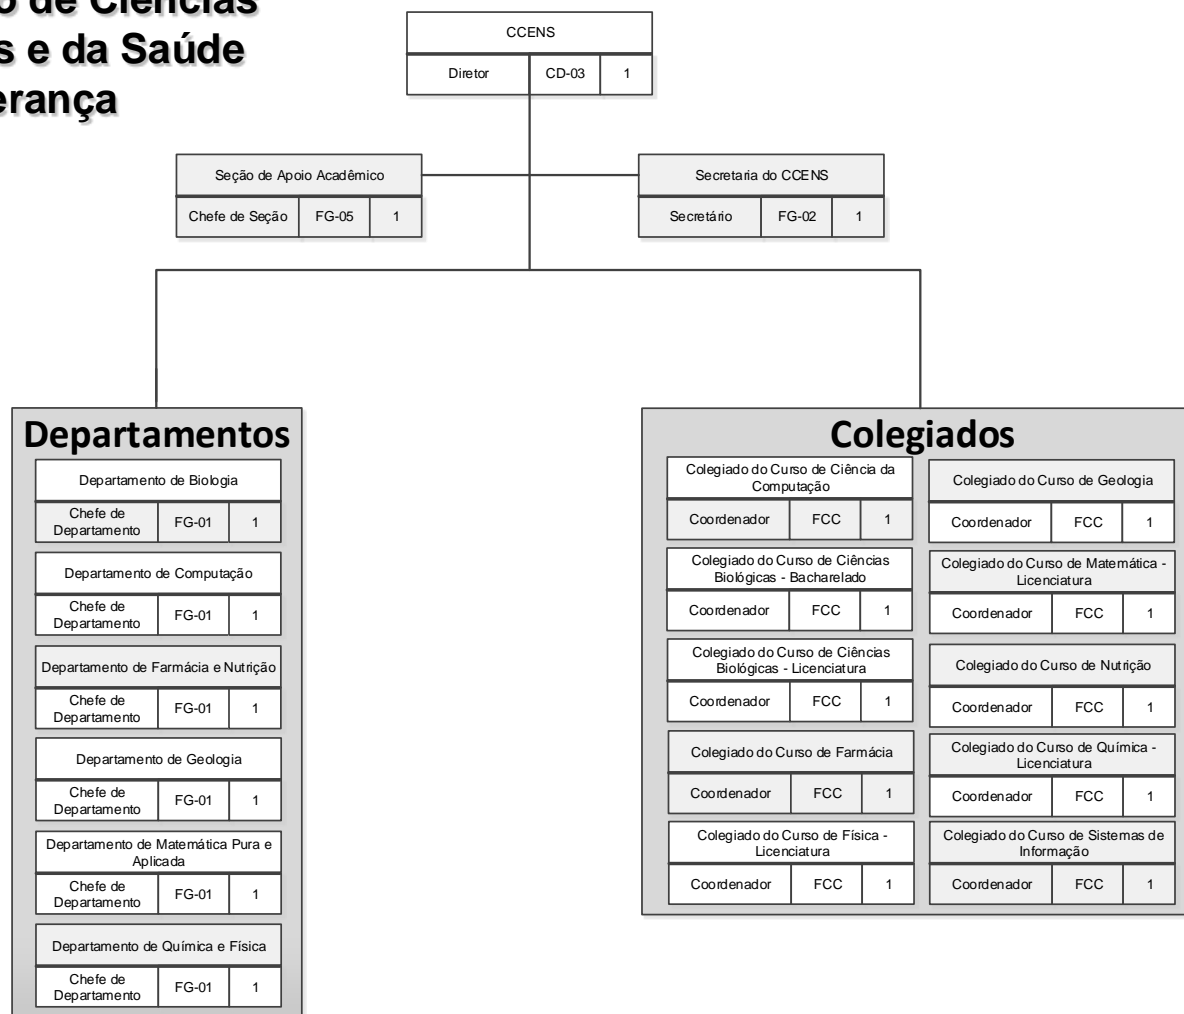 o de Ciências
s e da Saúde
erança
CCENS
Diretor CD-03 1
Seção de Apoio Acadêmico
Chefe de Seção FG-05 1
Secretaria do CCENS
Secretário FG-02 1
Departamentos
Departamento de Biologia
Chefe de
Departamento FG-01 1
Departamento de Computação
Chefe de
Departamento FG-01 1
Departamento de Farmácia e Nutrição
Chefe de
Departamento FG-01 1
Departamento de Geologia
Chefe de
Departamento FG-01 1
Departamento de Matemática Pura e
Aplicada
Chefe de
Departamento FG-01 1
Departamento de Química e Física
Chefe de
Departamento FG-01 1
Colegiados
Colegiado do Curso de Ciência da
Computação
Coordenador FCC 1
Colegiado do Curso de Ciências
Biológicas - Bacharelado
Coordenador FCC 1
Colegiado do Curso de Ciências
Biológicas - Licenciatura
Coordenador FCC 1
Colegiado do Curso de Farmácia
Coordenador FCC 1
Colegiado do Curso de Física -
Licenciatura
Coordenador FCC 1
Colegiado do Curso de Geologia
Coordenador FCC 1
Colegiado do Curso de Matemática -
Licenciatura
Coordenador FCC 1
Colegiado do Curso de Nutrição
Coordenador FCC 1
Colegiado do Curso de Química -
Licenciatura
Coordenador FCC 1
Colegiado do Curso de Sistemas de
Informação
Coordenador FCC 1